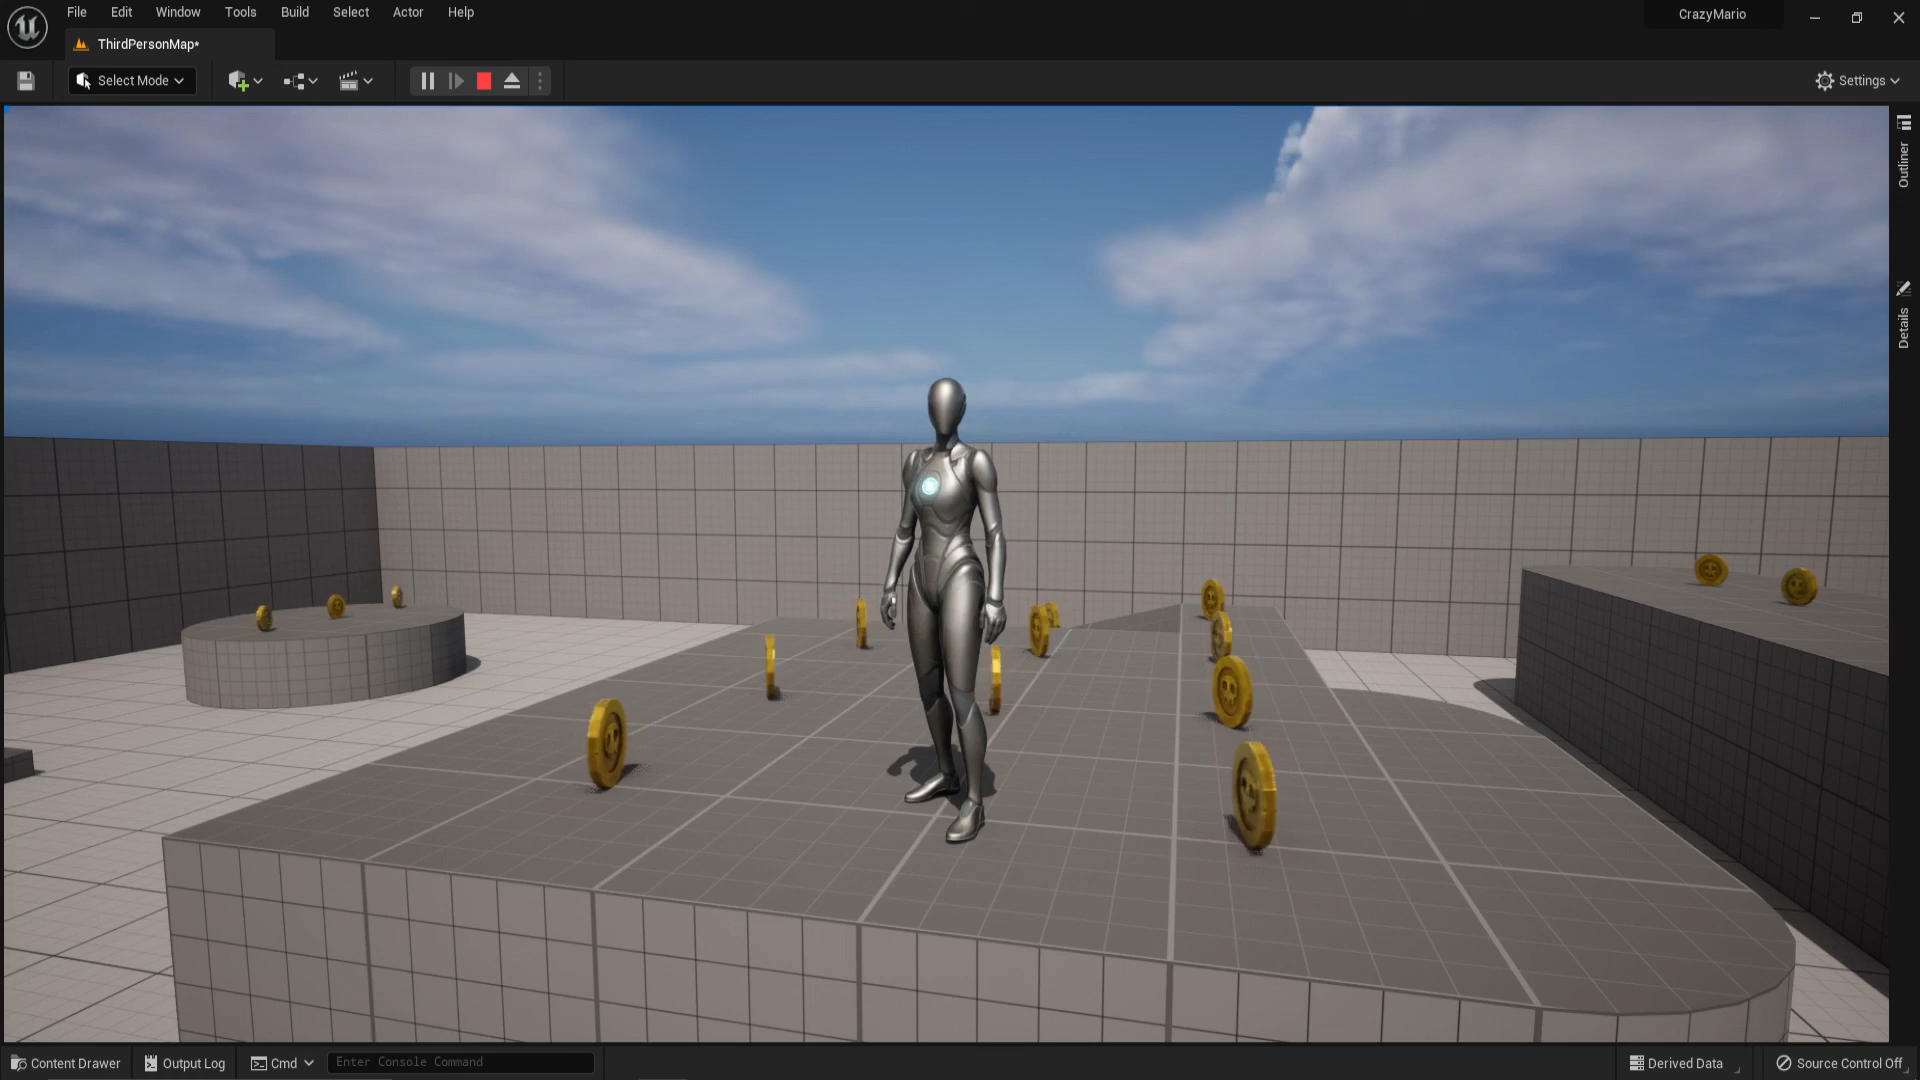 File Edit Window Tools Build Select Actor Help
CrazyMario
ThirdPersonMap*
Select Mode
Settings
Outliner
Details
Content Drawer
Output Log
Cmd
Enter Console Command
Derived Data
Source Control Off